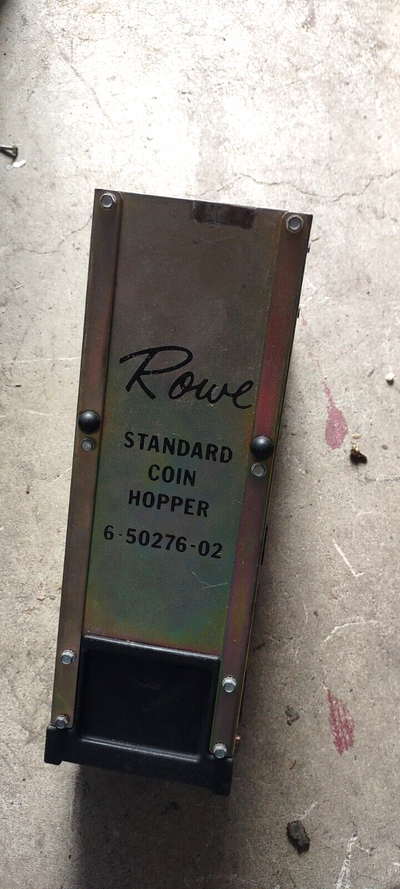 Rowe
STANDARD
COIN
HOPPER
6-50276-02